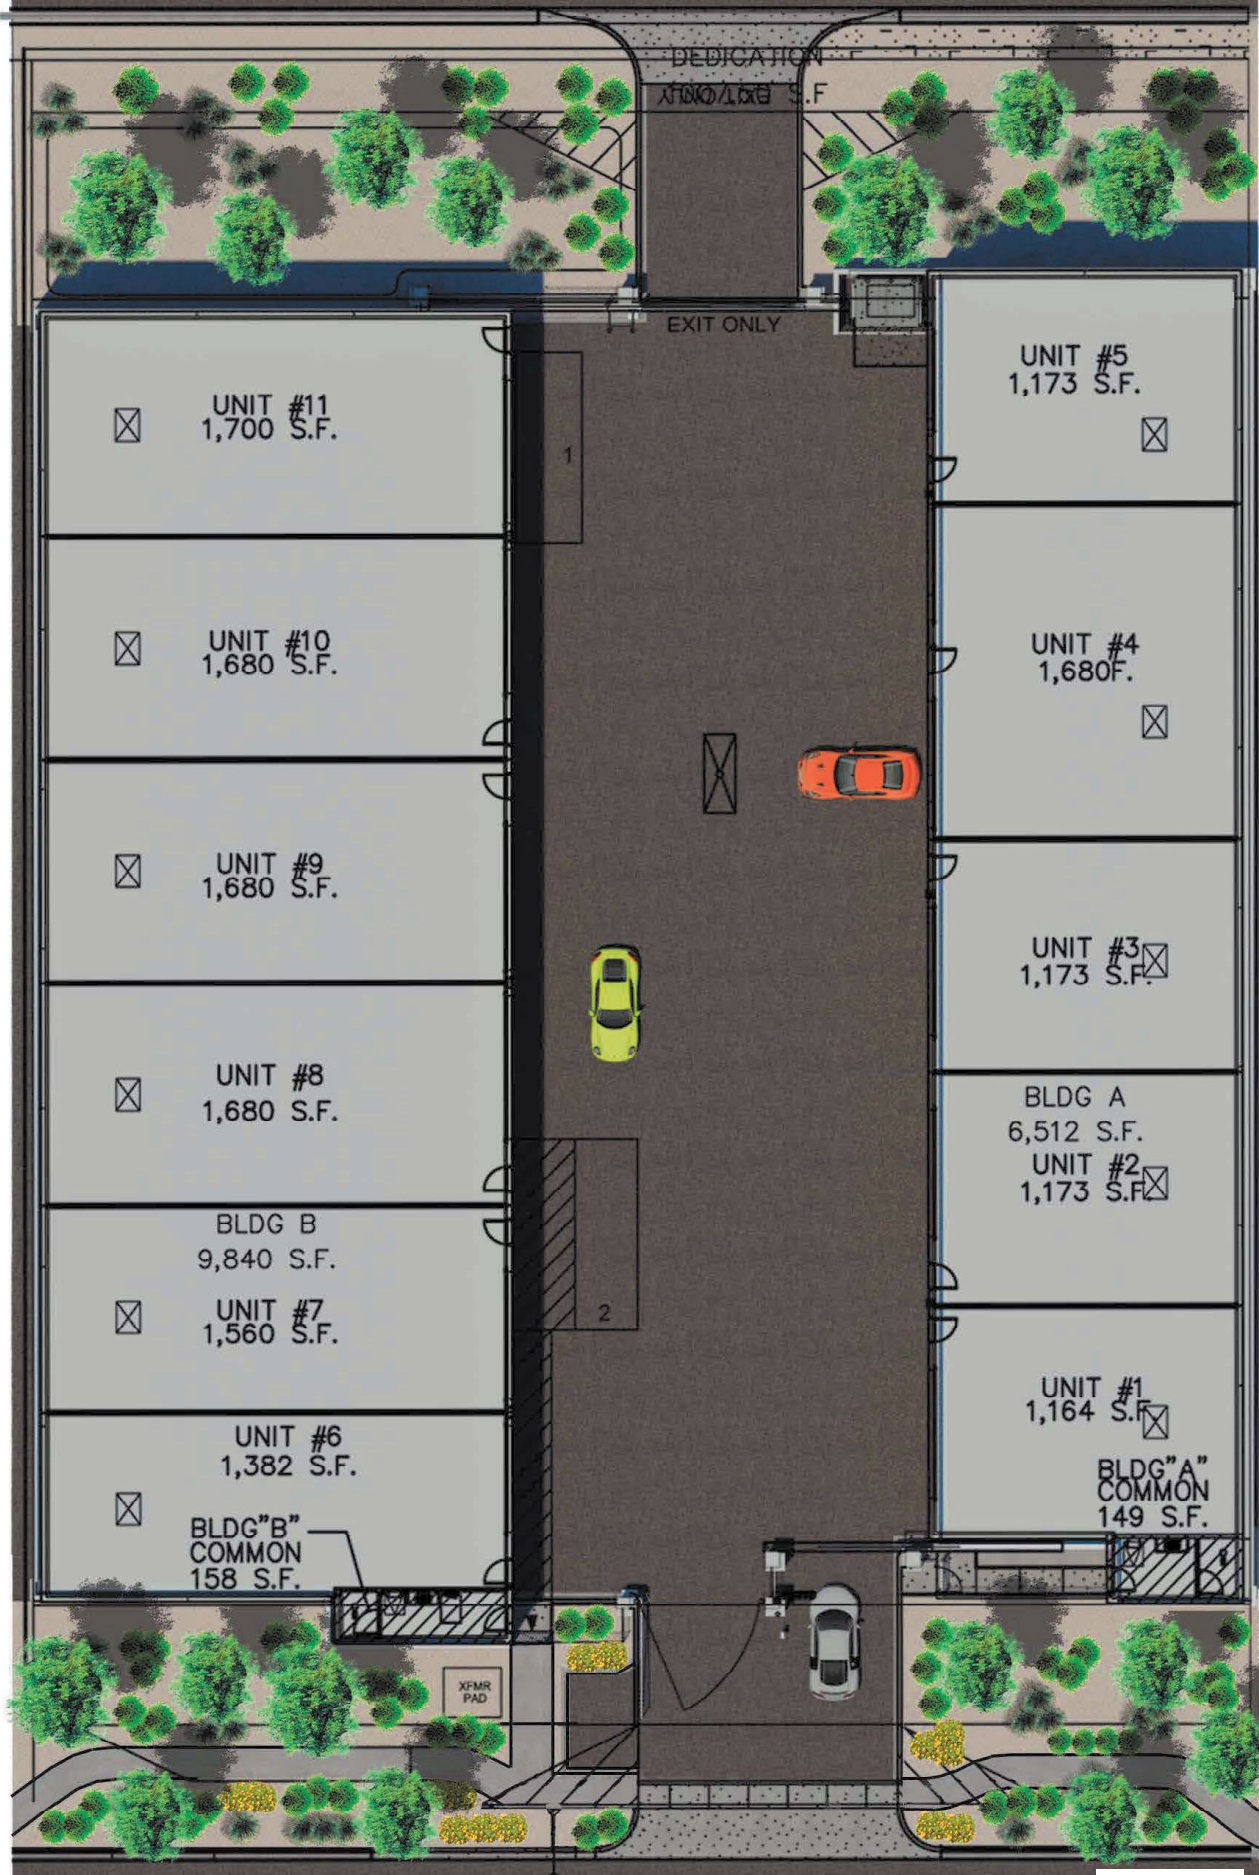 DEDICATION
S.F
EXIT ONLY
UNIT #11
1,700 S.F.
1
UNIT #10
1,680 S.F.
UNIT #9
1,680 S.F.
UNIT #8
1,680 S.F.
BLDG B
9,840 S.F.
UNIT #7
1,560 S.F.
2
UNIT #6
1,382 S.F.
BLDG"B"
COMMON
158 S.F.
XFMR
PAD
UNIT #5
1,173 S.F.
UNIT #4
1,680F.
UNIT #3
1,173 S.F.
BLDG A
6,512 S.F.
UNIT #2
1,173 S.F.
UNIT #1
1,164 S.F
BLDG"A"
COMMON
149 S.F.